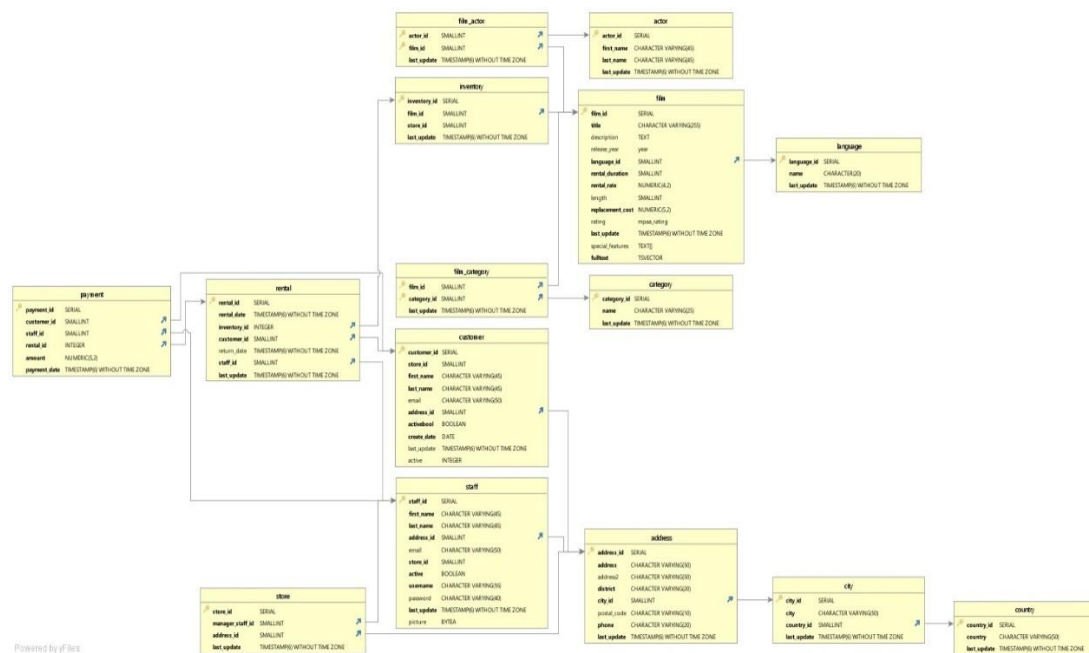 film_actor
actor_id SMALLINT
film_id SMALLINT
last_update TIMESTAMP(6) WITHOUT TIME ZONE
actor
actor_id SERIAL
first_name CHARACTER VARYING(45)
last_name CHARACTER VARYING(45)
last_update TIMESTAMP(6) WITHOUT TIME ZONE
inventory
inventory_id SERIAL
film_id SMALLINT
store_id SMALLINT
last_update TIMESTAMP(6) WITHOUT TIME ZONE
film
film_id SERIAL
title CHARACTER VARYING(255)
description TEXT
release_year year
language_id SMALLINT
rental_duration SMALLINT
rental_rate NUMERIC(4,2)
length SMALLINT
replacement_cost NUMERIC(5,2)
rating mpaa_rating
last_update TIMESTAMP(6) WITHOUT TIME ZONE
special_features TEXT[]
fulltext TSVECTOR
language
language_id SERIAL
name CHARACTER(20)
last_update TIMESTAMP(6) WITHOUT TIME ZONE
film_category
film_id SMALLINT
category_id SMALLINT
last_update TIMESTAMP(6) WITHOUT TIME ZONE
category
category_id SERIAL
name CHARACTER VARYING(25)
last_update TIMESTAMP(6) WITHOUT TIME ZONE
payment
payment_id SERIAL
customer_id SMALLINT
staff_id SMALLINT
rental_id INTEGER
amount NUMERIC(5,2)
payment_date TIMESTAMP(6) WITHOUT TIME ZONE
rental
rental_id SERIAL
rental_date TIMESTAMP(6) WITHOUT TIME ZONE
inventory_id INTEGER
customer_id SMALLINT
return_date TIMESTAMP(6) WITHOUT TIME ZONE
staff_id SMALLINT
last_update TIMESTAMP(6) WITHOUT TIME ZONE
customer
customer_id SERIAL
store_id SMALLINT
first_name CHARACTER VARYING(45)
last_name CHARACTER VARYING(45)
email CHARACTER VARYING(50)
address_id SMALLINT
activebool BOOLEAN
create_date DATE
last_update TIMESTAMP(6) WITHOUT TIME ZONE
active INTEGER
staff
staff_id SERIAL
first_name CHARACTER VARYING(45)
last_name CHARACTER VARYING(45)
address_id SMALLINT
email CHARACTER VARYING(50)
store_id SMALLINT
active BOOLEAN
username CHARACTER VARYING(16)
password CHARACTER VARYING(40)
last_update TIMESTAMP(6) WITHOUT TIME ZONE
picture BYTEA
store
store_id SERIAL
manager_staff_id SMALLINT
address_id SMALLINT
last_update TIMESTAMP(6) WITHOUT TIME ZONE
address
address_id SERIAL
address CHARACTER VARYING(50)
address2 CHARACTER VARYING(50)
district CHARACTER VARYING(20)
city_id SMALLINT
postal_code CHARACTER VARYING(10)
phone CHARACTER VARYING(20)
last_update TIMESTAMP(6) WITHOUT TIME ZONE
city
city_id SERIAL
city CHARACTER VARYING(50)
country_id SMALLINT
last_update TIMESTAMP(6) WITHOUT TIME ZONE
country
country_id SERIAL
country CHARACTER VARYING(50)
last_update TIMESTAMP(6) WITHOUT TIME ZONE
Powered by yFiles